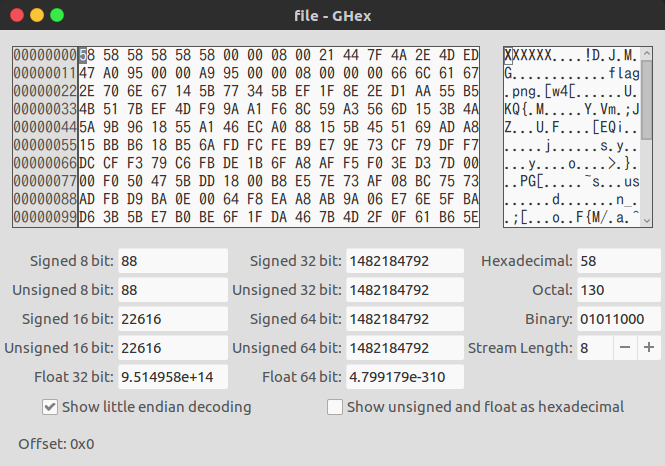 file - GHex
00000000 58 58 58 58 58 58 00 00 08 00 21 44 7F 4A 2E 4D ED XXXXXX....!D.J.M.
00000011 47 A0 95 00 00 A9 95 00 00 08 00 00 00 66 6C 61 67 G............flag
00000022 2E 70 6E 67 14 5B 77 34 5B EF 1F 8E 2E ED 1A 55 B5 .png.[w4[......U.
00000033 4B 51 7B EF 4D F9 9A A1 F6 8C 59 A3 56 6D 15 3B 4A KQ{.M.....Y.Vm.;J
00000044 5A 9B 96 18 55 A1 46 EC A0 88 15 5B 45 51 69 AD A8 Z...U.F....[EQi..
00000055 15 BB B6 18 B5 6A FD FC FE B9 E7 9E 73 CF 79 DF F7 .....j......s.y..
00000066 DC CF F3 79 C6 FB DE 1B 6F A8 AF F5 F0 3E D3 7D 00 ...y....o....>.}.
00000077 00 F0 50 47 5B DD 18 00 B8 E5 7E 73 AF 08 BC 75 73 ..PG[.....~s...us
00000088 AD FB D9 BA 0E 00 64 F8 EA A8 AB 9A 06 E7 6E 5F BA ......d.......n_.
00000099 D6 3B 5B E7 B0 BE 6F 1F DA 46 7B 4D 2F 0F 61 B6 5E .;[...o..F{M/.a.^
Signed 8 bit: 88 Signed 32 bit: 1482184792 Hexadecimal: 58
Unsigned 8 bit: 88 Unsigned 32 bit: 1482184792 Octal: 130
Signed 16 bit: 22616 Signed 64 bit: 1482184792 Binary: 01011000
Unsigned 16 bit: 22616 Unsigned 64 bit: 1482184792 Stream Length: 8 − +
Float 32 bit: 9.514958e+14 Float 64 bit: 4.799179e-310
Show little endian decoding Show unsigned and float as hexadecimal
Offset: 0x0